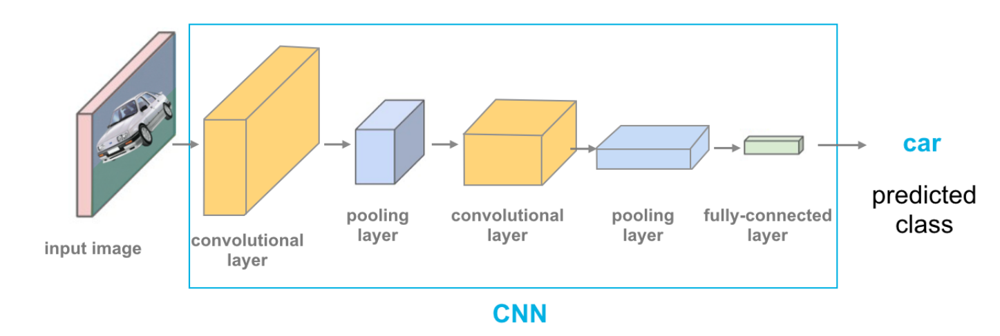 input image
convolutional
layer
pooling
layer
convolutional
layer
pooling
layer
fully-connected
layer
car
predicted
class
CNN